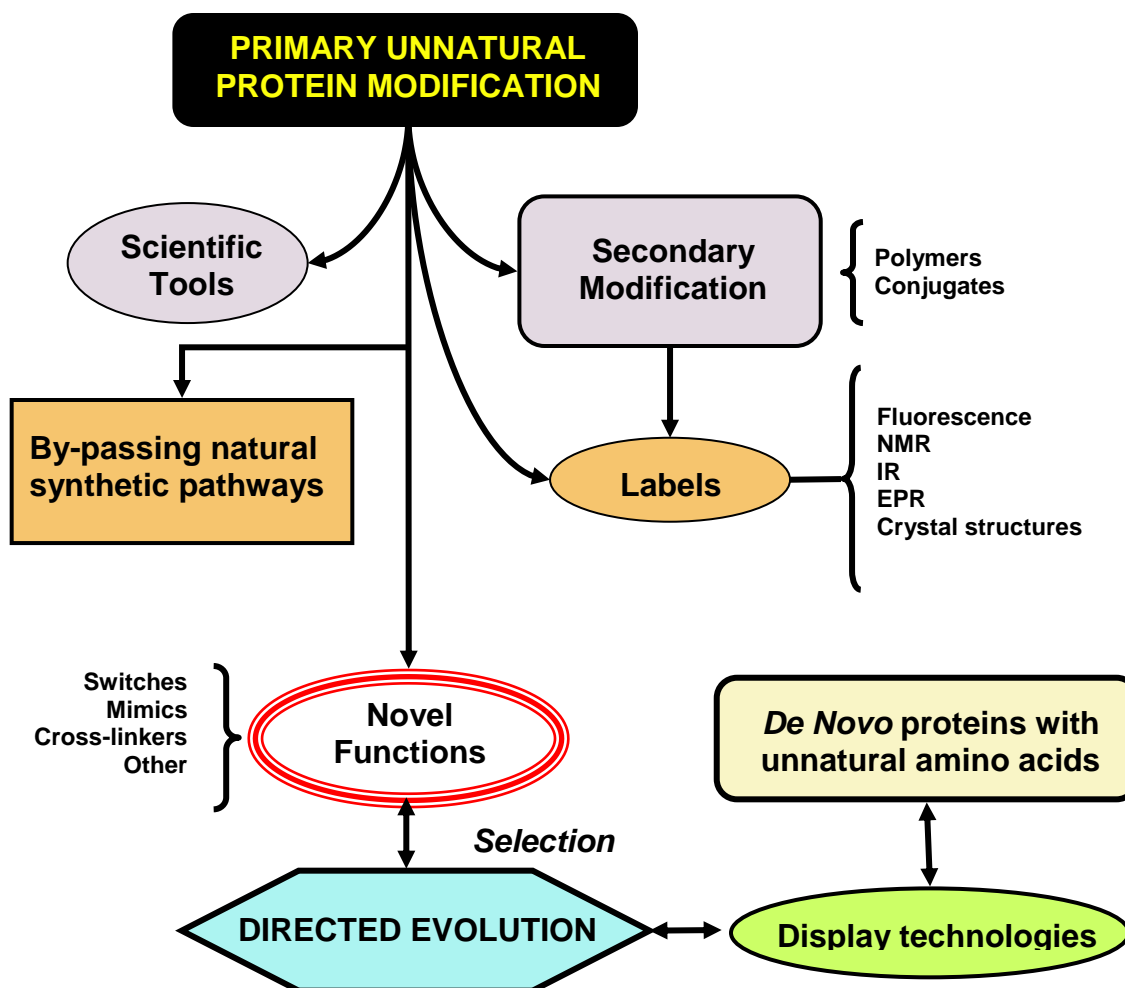 PRIMARY UNNATURAL
PROTEIN MODIFICATION
Scientific
Tools
Secondary
Modification
Polymers
Conjugates
By-passing natural
synthetic pathways
Labels
Fluorescence
NMR
IR
EPR
Crystal structures
Switches
Mimics
Cross-linkers
Other
Novel
Functions
De Novo proteins with
unnatural amino acids
Selection
DIRECTED EVOLUTION
Display technologies